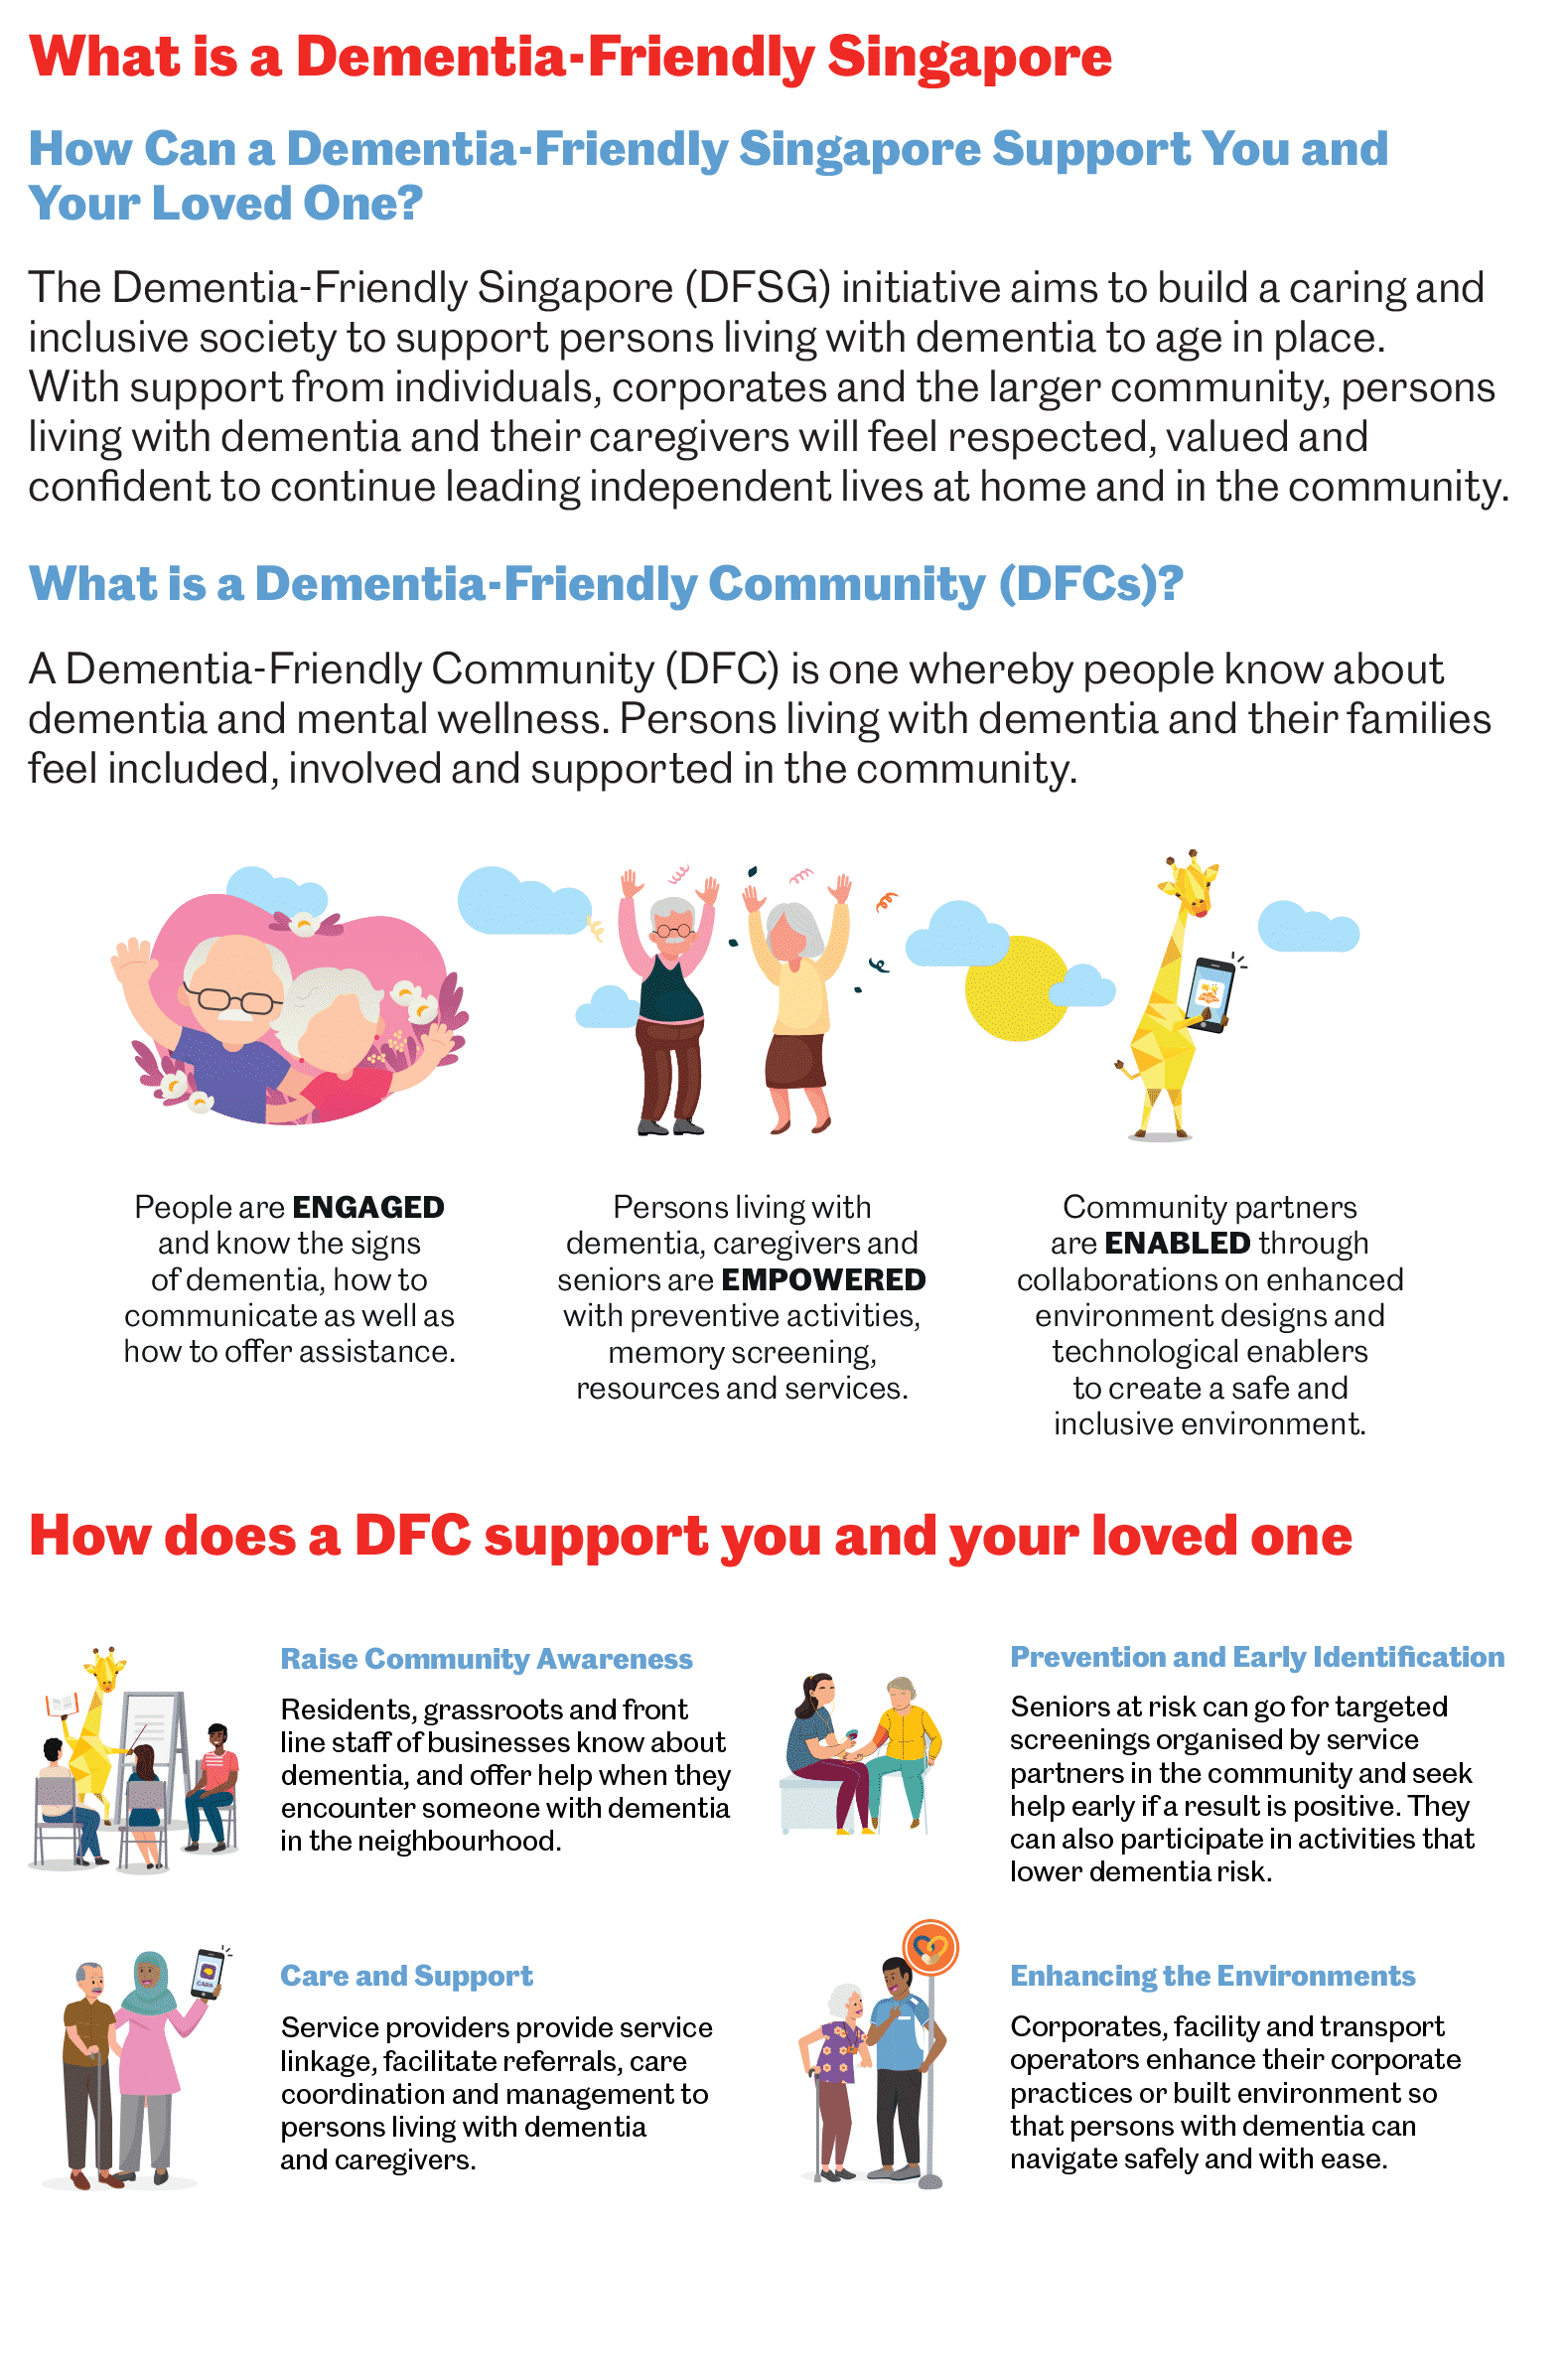 What is a Dementia-Friendly Singapore
How Can a Dementia-Friendly Singapore Support You and
Your Loved One?
The Dementia-Friendly Singapore (DFSG) initiative aims to build a caring and
inclusive society to support persons living with dementia to age in place.
With support from individuals, corporates and the larger community, persons
living with dementia and their caregivers will feel respected, valued and
confident to continue leading independent lives at home and in the community.
What is a Dementia-Friendly Community (DFCs)?
A Dementia-Friendly Community (DFC) is one whereby people know about
dementia and mental wellness. Persons living with dementia and their families
feel included, involved and supported in the community.
People are ENGAGED
and know the signs
of dementia, how to
communicate as well as
how to offer assistance.
Persons living with
dementia, caregivers and
seniors are EMPOWERED
with preventive activities,
memory screening,
resources and services.
Community partners
are ENABLED through
collaborations on enhanced
environment designs and
technological enablers
to create a safe and
inclusive environment.
How does a DFC support you and your loved one
Raise Community Awareness
Residents, grassroots and front
line staff of businesses know about
dementia, and offer help when they
encounter someone with dementia
in the neighbourhood.
Prevention and Early Identification
Seniors at risk can go for targeted
screenings organised by service
partners in the community and seek
help early if a result is positive. They
can also participate in activities that
lower dementia risk.
CARA
Care and Support
Service providers provide service
linkage, facilitate referrals, care
coordination and management to
persons living with dementia
and caregivers.
Enhancing the Environments
Corporates, facility and transport
operators enhance their corporate
practices or built environment so
that persons with dementia can
navigate safely and with ease.